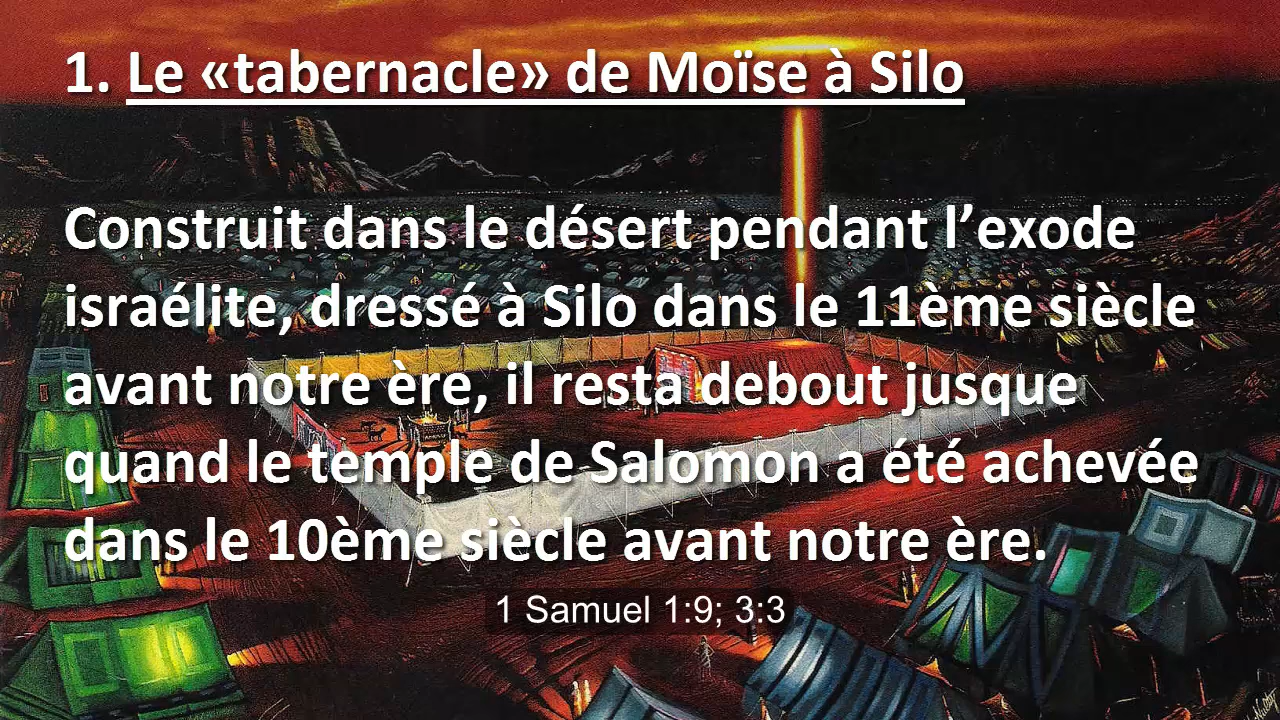 1. Le «tabernacle» de Moïse à Silo
Construit dans le désert pendant l’exode
israélite, dressé à Silo dans le 11ème siècle
avant notre ère, il resta debout jusque
quand le temple de Salomon a été achevée
dans le 10ème siècle avant notre ère.
1 Samuel 1:9; 3:3